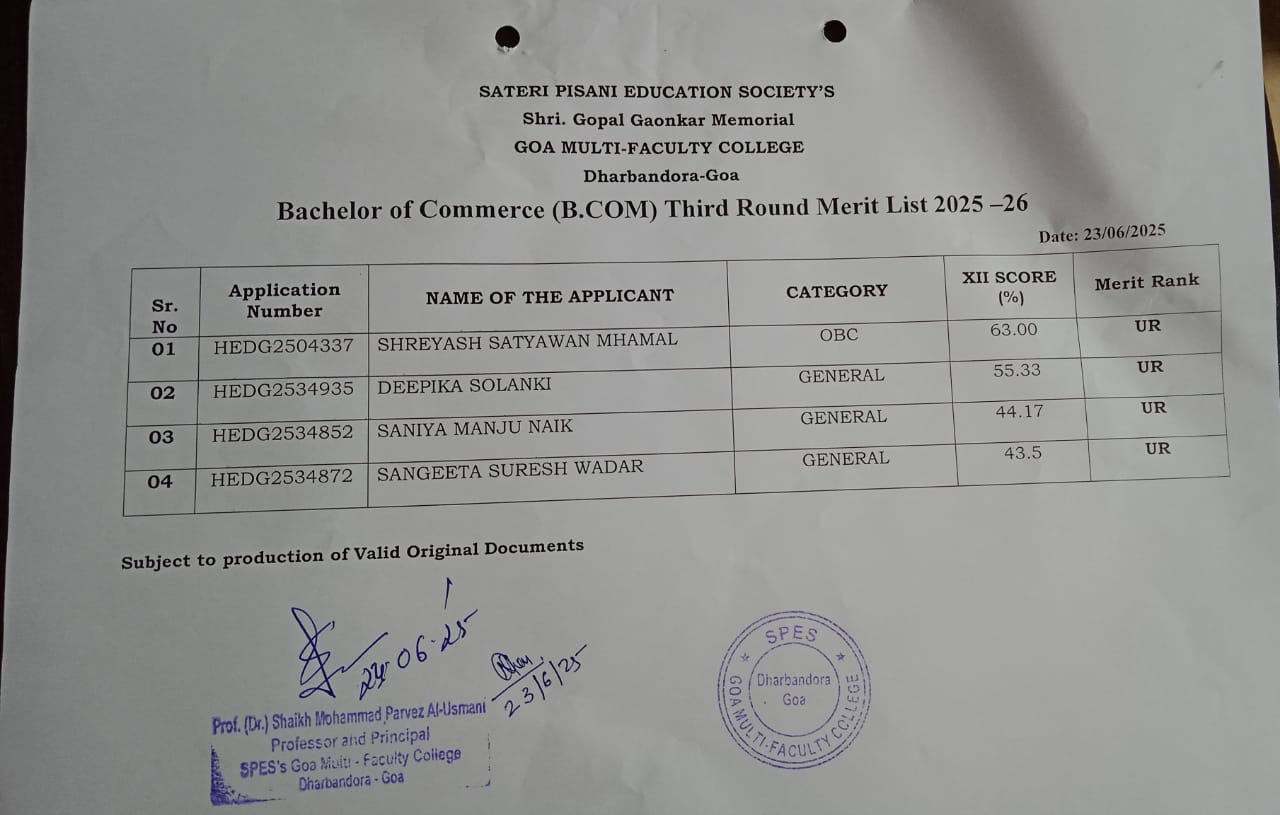 SATERI PISANI EDUCATION SOCIETY'S
Shri. Gopal Gaonkar Memorial
GOA MULTI-FACULTY COLLEGE
Dharbandora-Goa
Bachelor of Commerce (B.COM) Third Round Merit List 2025 –26
Date: 23/06/2025
Sr. No Application Number NAME OF THE APPLICANT CATEGORY XII SCORE (%) Merit Rank
01 HEDG2504337 SHREYASH SATYAWAN MHAMAL OBC 63.00 UR
02 HEDG2534935 DEEPIKA SOLANKI GENERAL 55.33 UR
03 HEDG2534852 SANIYA MANJU NAIK GENERAL 44.17 UR
04 HEDG2534872 SANGEETA SURESH WADAR GENERAL 43.5 UR
Subject to production of Valid Original Documents
06·25
23/6/25
Prof. (Dr.) Shaikh Mohammad Parvez Al-Usmani
Professor and Principal
SPES's Goa Multi - Faculty College
Dharbandora - Goa
SPES
Dharbandora
Goa
GOA MULTI-FACULTY COLLEGE